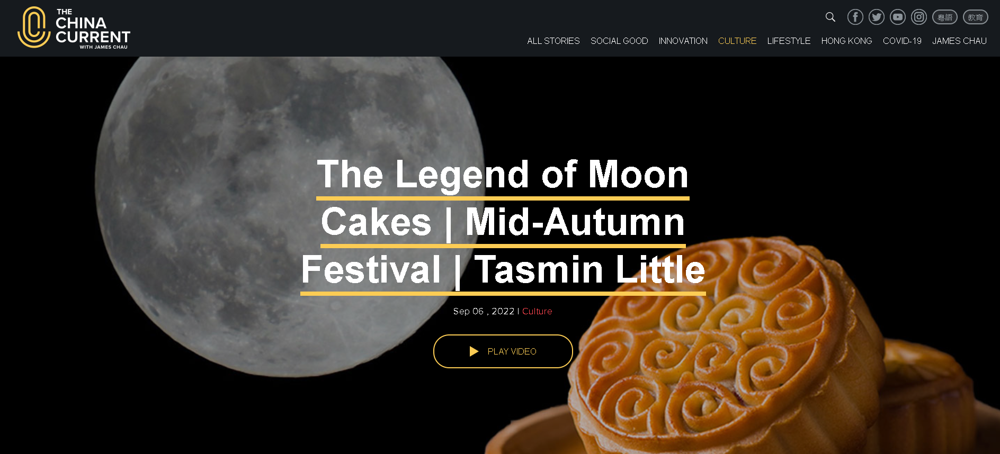 THE
CHINA
CURRENT
WITH JAMES CHAU
粵語
教育
ALL STORIES
SOCIAL GOOD
INNOVATION
CULTURE
LIFESTYLE
HONG KONG
COVID-19
JAMES CHAU
The Legend of Moon
Cakes | Mid-Autumn
Festival | Tasmin Little
Sep 06 , 2022 | Culture
PLAY VIDEO